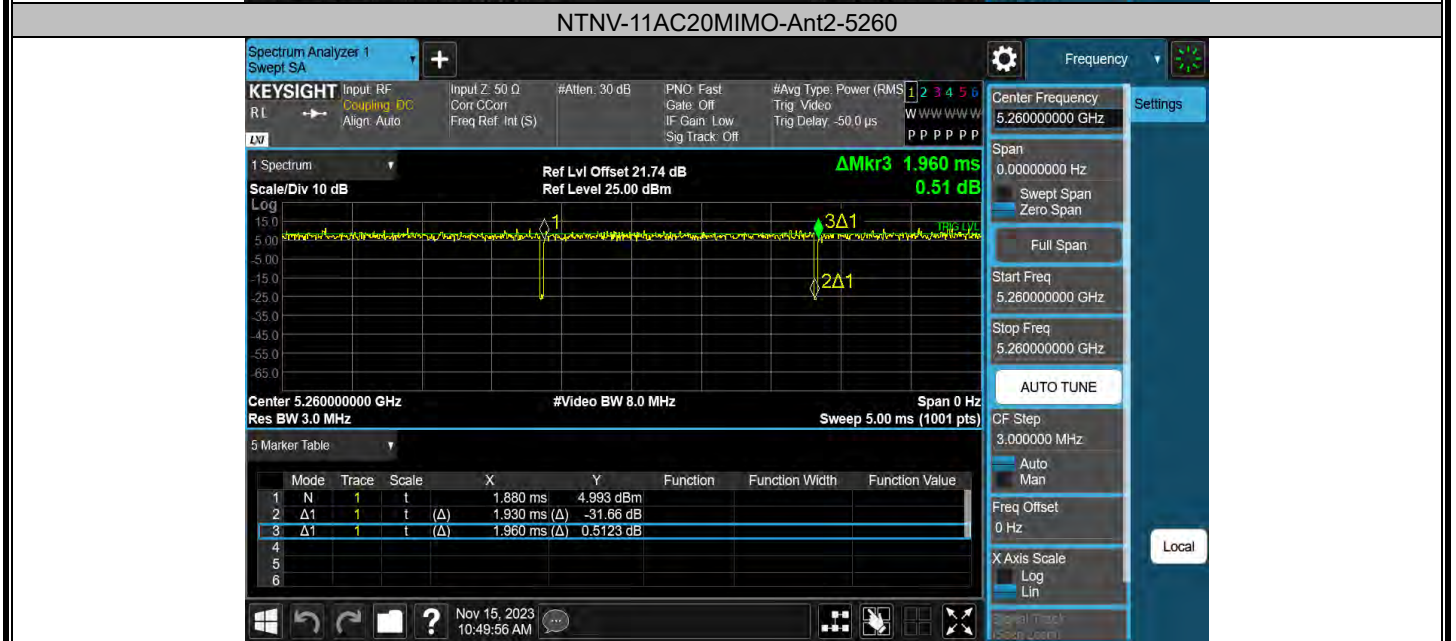 NTNV-11AC20MIMO-Ant2-5260
Spectrum Analyzer 1
Swept SA
+
Frequency
KEYSIGHT
RL
LXI
Input: RF
Coupling: DC
Align: Auto
Input Z: 50 Ω
Corr CCorr
Freq Ref: Int (S)
#Atten: 30 dB
PNO: Fast
Gate: Off
IF Gain: Low
Sig Track: Off
#Avg Type: Power (RMS
Trig: Video
Trig Delay: -50.0 µs
1 2 3 4 5 6
W W W W W W
P P P P P P
Center Frequency
5.260000000 GHz
Settings
Span
0.00000000 Hz
Swept Span
Zero Span
Full Span
Start Freq
5.260000000 GHz
Stop Freq
5.260000000 GHz
AUTO TUNE
CF Step
3.000000 MHz
Auto
Man
Freq Offset
0 Hz
X Axis Scale
Log
Lin
Signal Track
(Span Zoom)
Local
1 Spectrum
Scale/Div 10 dB
Ref Lvl Offset 21.74 dB
Ref Level 25.00 dBm
ΔMkr3 1.960 ms
0.51 dB
Log
15.0
5.00
-5.00
-15.0
-25.0
-35.0
-45.0
-55.0
-65.0
1
3Δ1
TRIG LVL
2Δ1
Center 5.260000000 GHz
Res BW 3.0 MHz
#Video BW 8.0 MHz
Span 0 Hz
Sweep 5.00 ms (1001 pts)
5 Marker Table
Mode Trace Scale X Y Function Function Width Function Value
1 N 1 t 1.880 ms 4.993 dBm
2 Δ1 1 t (Δ) 1.930 ms (Δ) -31.66 dB
3 Δ1 1 t (Δ) 1.960 ms (Δ) 0.5123 dB
4
5
6
?
Nov 15, 2023
10:49:56 AM